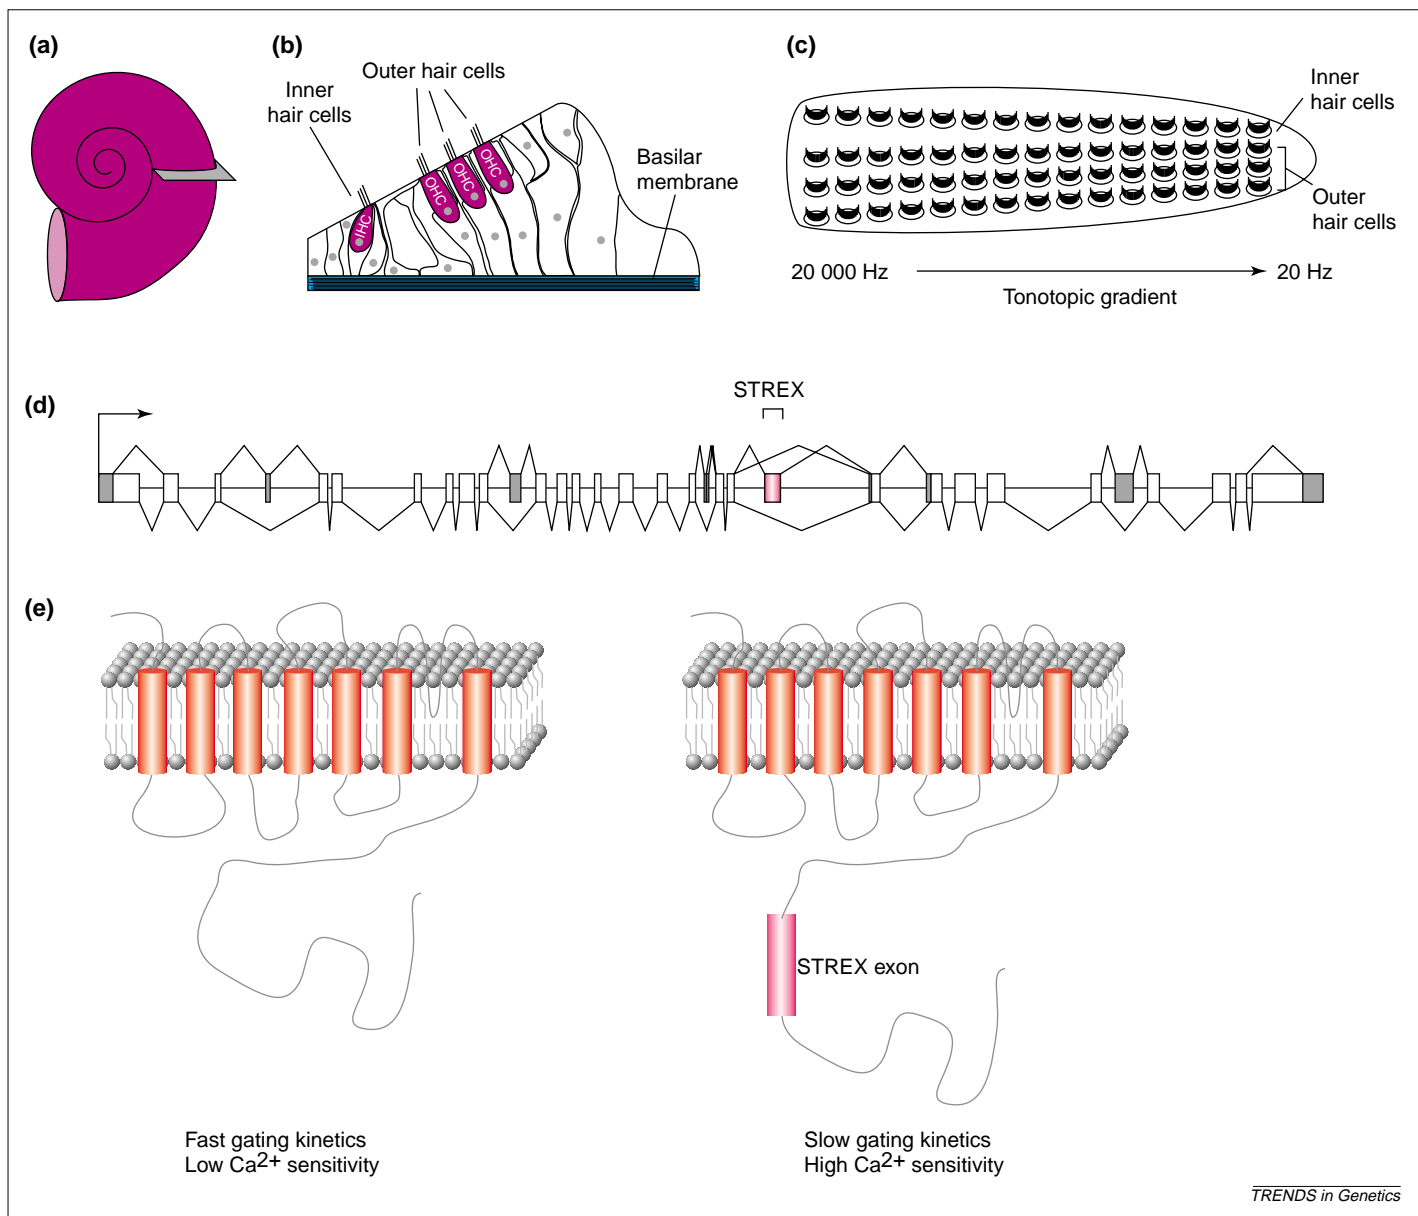 (a)
(b)
Outer hair cells
Inner
hair cells
IHC
OHC
OHC
OHC
Basilar
membrane
(c)
Inner
hair cells
Outer
hair cells
20 000 Hz
20 Hz
Tonotopic gradient
(d)
STREX
(e)
STREX exon
Fast gating kinetics
Low Ca2+ sensitivity
Slow gating kinetics
High Ca2+ sensitivity
TRENDS in Genetics